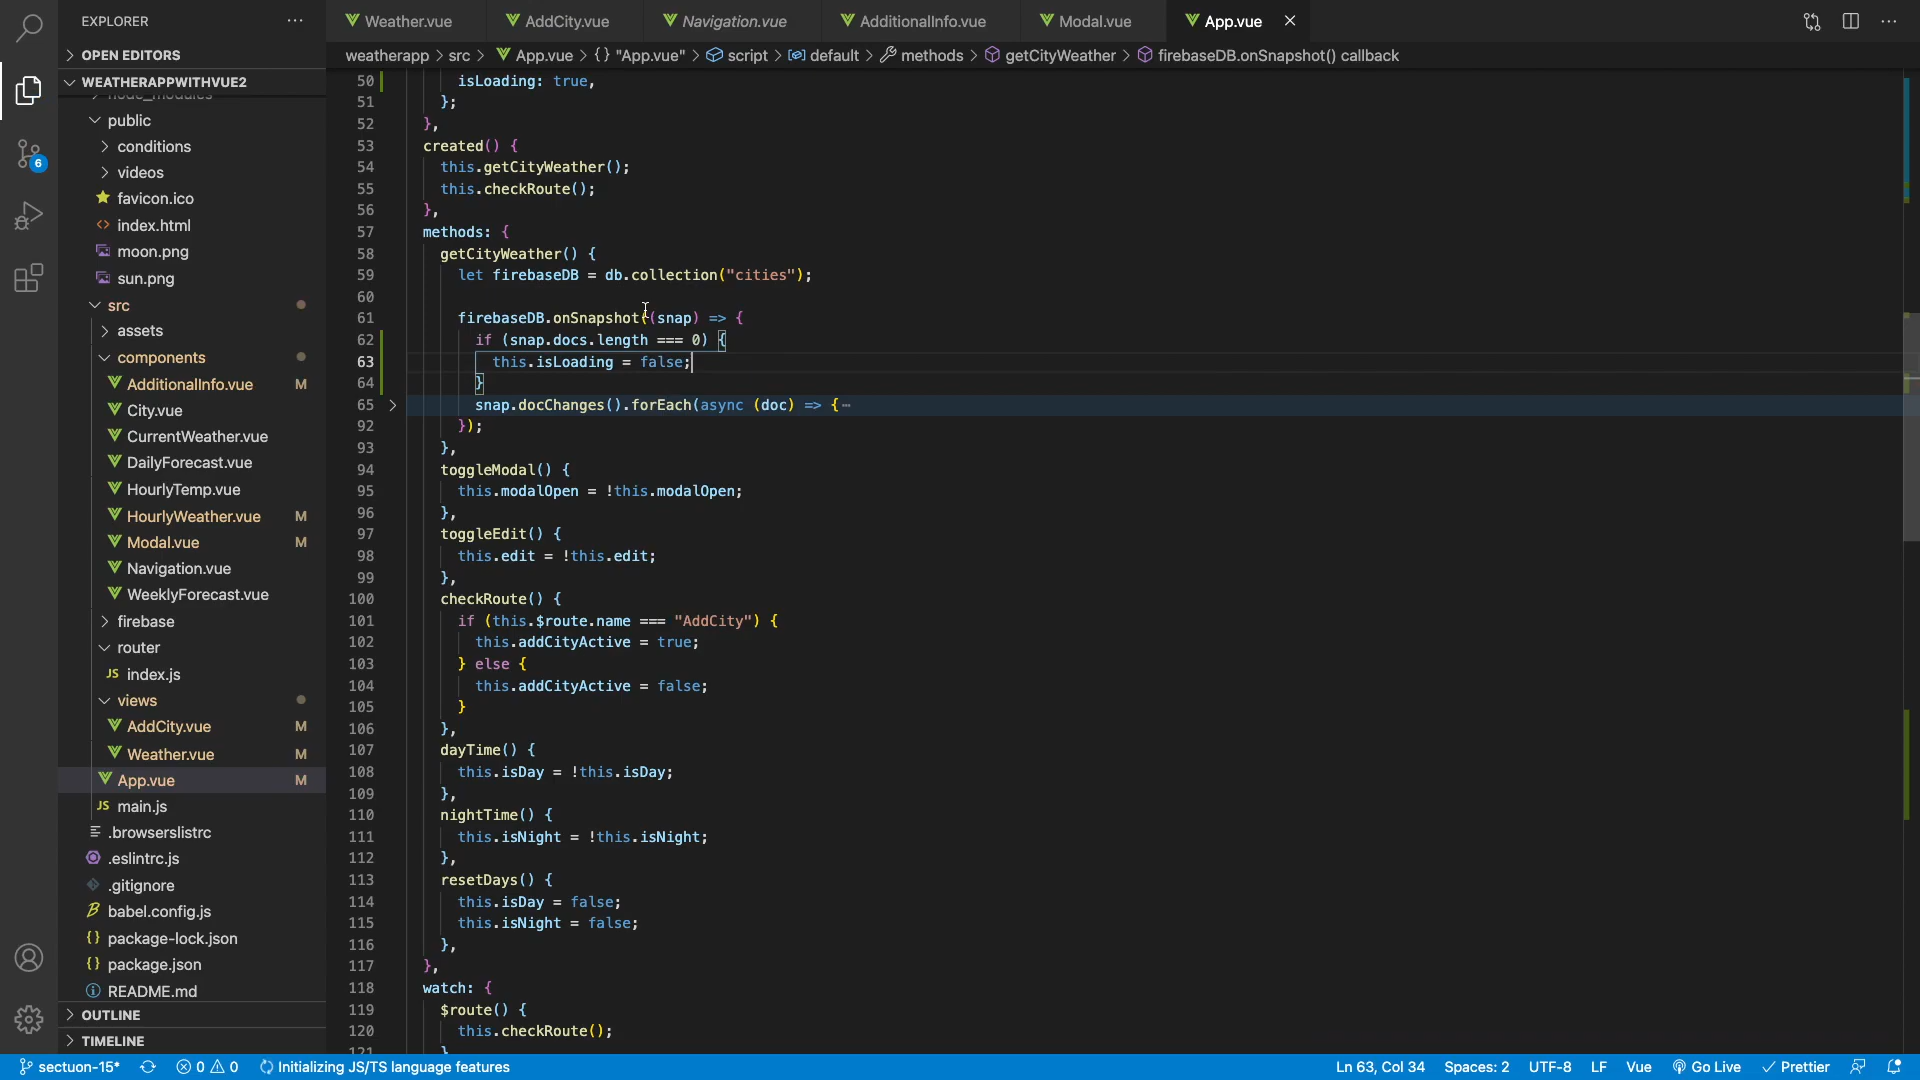 EXPLORER
Weather.vue
AddCity.vue
Navigation.vue
AdditionalInfo.vue
Modal.vue
App.vue
OPEN EDITORS
weatherapp > src > App.vue > {} "App.vue" > script > default > methods > getCityWeather > firebaseDB.onSnapshot() callback
WEATHERAPPWITHVUE2
node_modules
public
conditions
videos
favicon.ico
index.html
moon.png
sun.png
src
assets
components
AdditionalInfo.vue M
City.vue
CurrentWeather.vue
DailyForecast.vue
HourlyTemp.vue
HourlyWeather.vue M
Modal.vue M
Navigation.vue
WeeklyForecast.vue
firebase
router
JS index.js
views
AddCity.vue M
Weather.vue M
App.vue M
JS main.js
.browserslistrc
.eslintrc.js
.gitignore
babel.config.js
{} package-lock.json
{} package.json
README.md
OUTLINE
TIMELINE
6
50 isLoading: true,
51 };
52 },
53 created() {
54 this.getCityWeather();
55 this.checkRoute();
56 },
57 methods: {
58 getCityWeather() {
59 let firebaseDB = db.collection("cities");
60
61 firebaseDB.onSnapshot((snap) => {
62 if (snap.docs.length === 0) {
63 this.isLoading = false;
64 }
65 snap.docChanges().forEach(async (doc) => {⋯
92 });
93 },
94 toggleModal() {
95 this.modalOpen = !this.modalOpen;
96 },
97 toggleEdit() {
98 this.edit = !this.edit;
99 },
100 checkRoute() {
101 if (this.$route.name === "AddCity") {
102 this.addCityActive = true;
103 } else {
104 this.addCityActive = false;
105 }
106 },
107 dayTime() {
108 this.isDay = !this.isDay;
109 },
110 nightTime() {
111 this.isNight = !this.isNight;
112 },
113 resetDays() {
114 this.isDay = false;
115 this.isNight = false;
116 },
117 },
118 watch: {
119 $route() {
120 this.checkRoute();
121 }
sectuon-15*
0 0
Initializing JS/TS language features
Ln 63, Col 34
Spaces: 2
UTF-8
LF
Vue
Go Live
Prettier